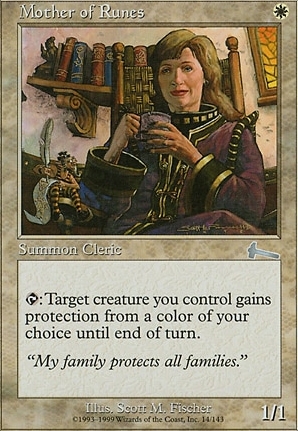 Mother of Runes
Summon Cleric
: Target creature you control gains
protection from a color of your
choice until end of turn.
“My family protects all families.”
Illus. Scott M. Fischer
©1993–1999 Wizards of the Coast, Inc. 14/143
1/1